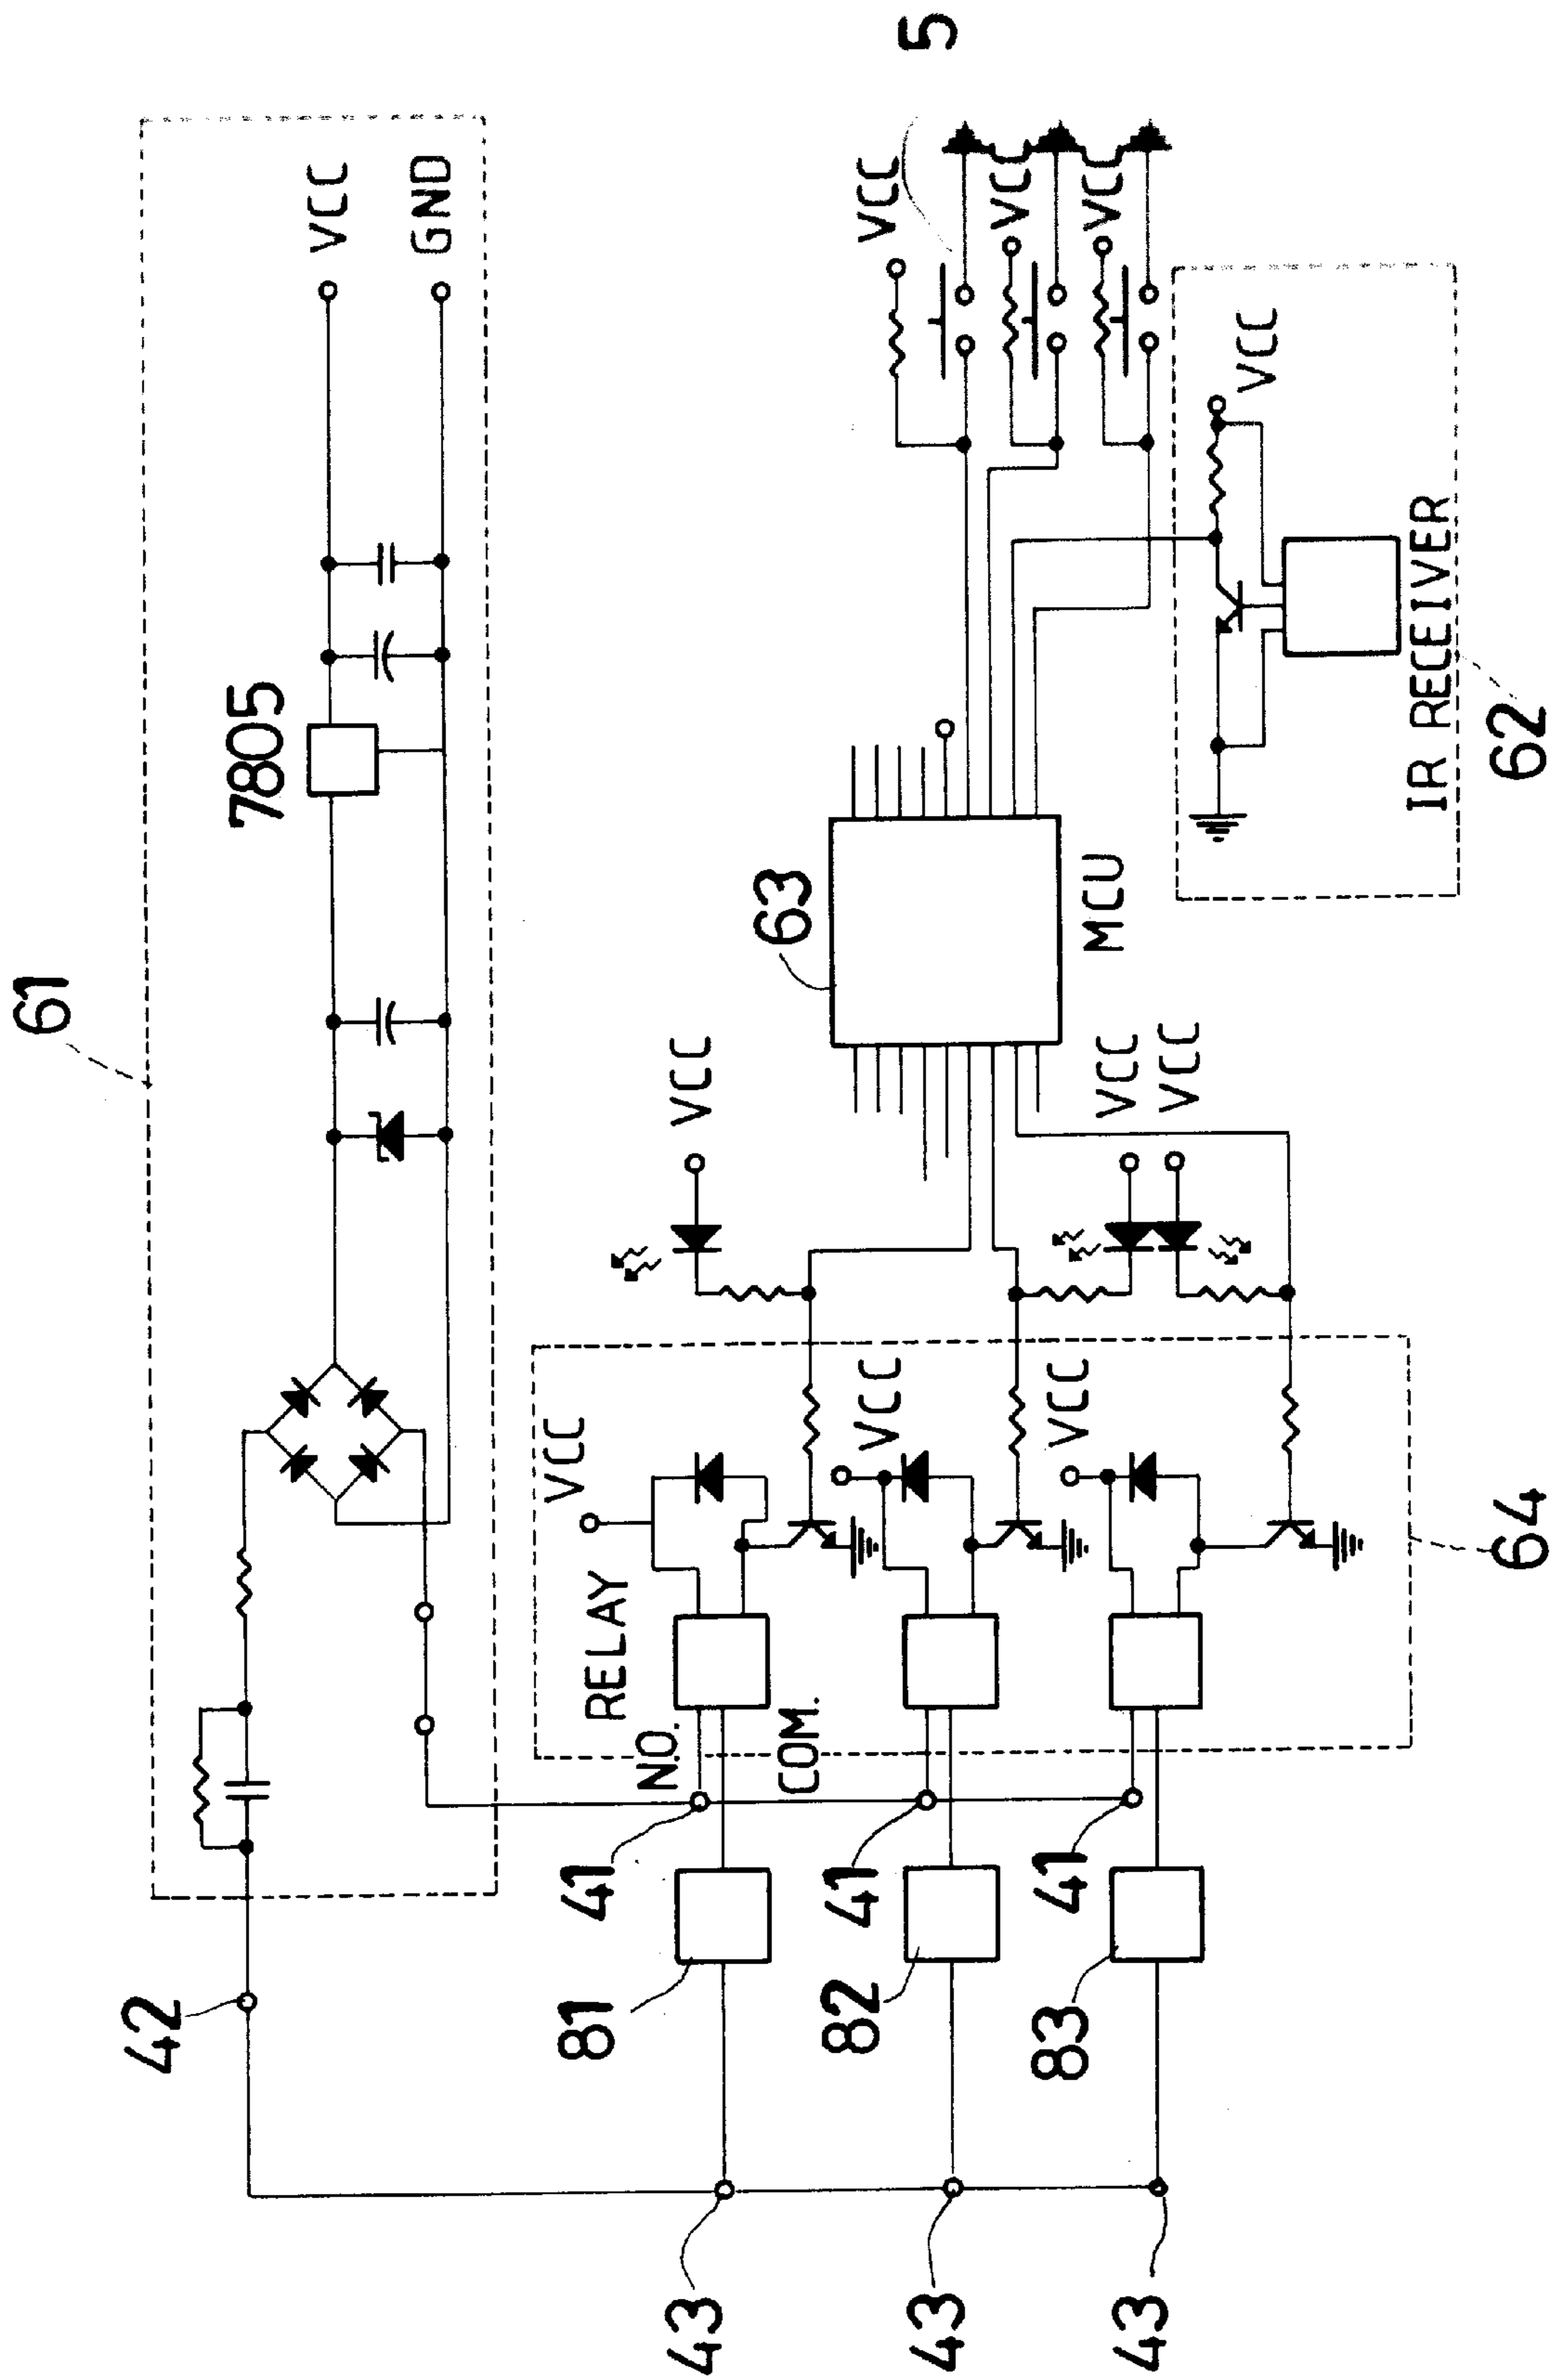 61
VCC
GND
7805
42
63
MCU
VCC
VCC
VCC
VCC
VCC
VCC
5
VCC
IR RECEIVER
62
VCC
VCC
VCC
RELAY
NO.
COM.
64
41
41
41
81
82
83
43
43
43